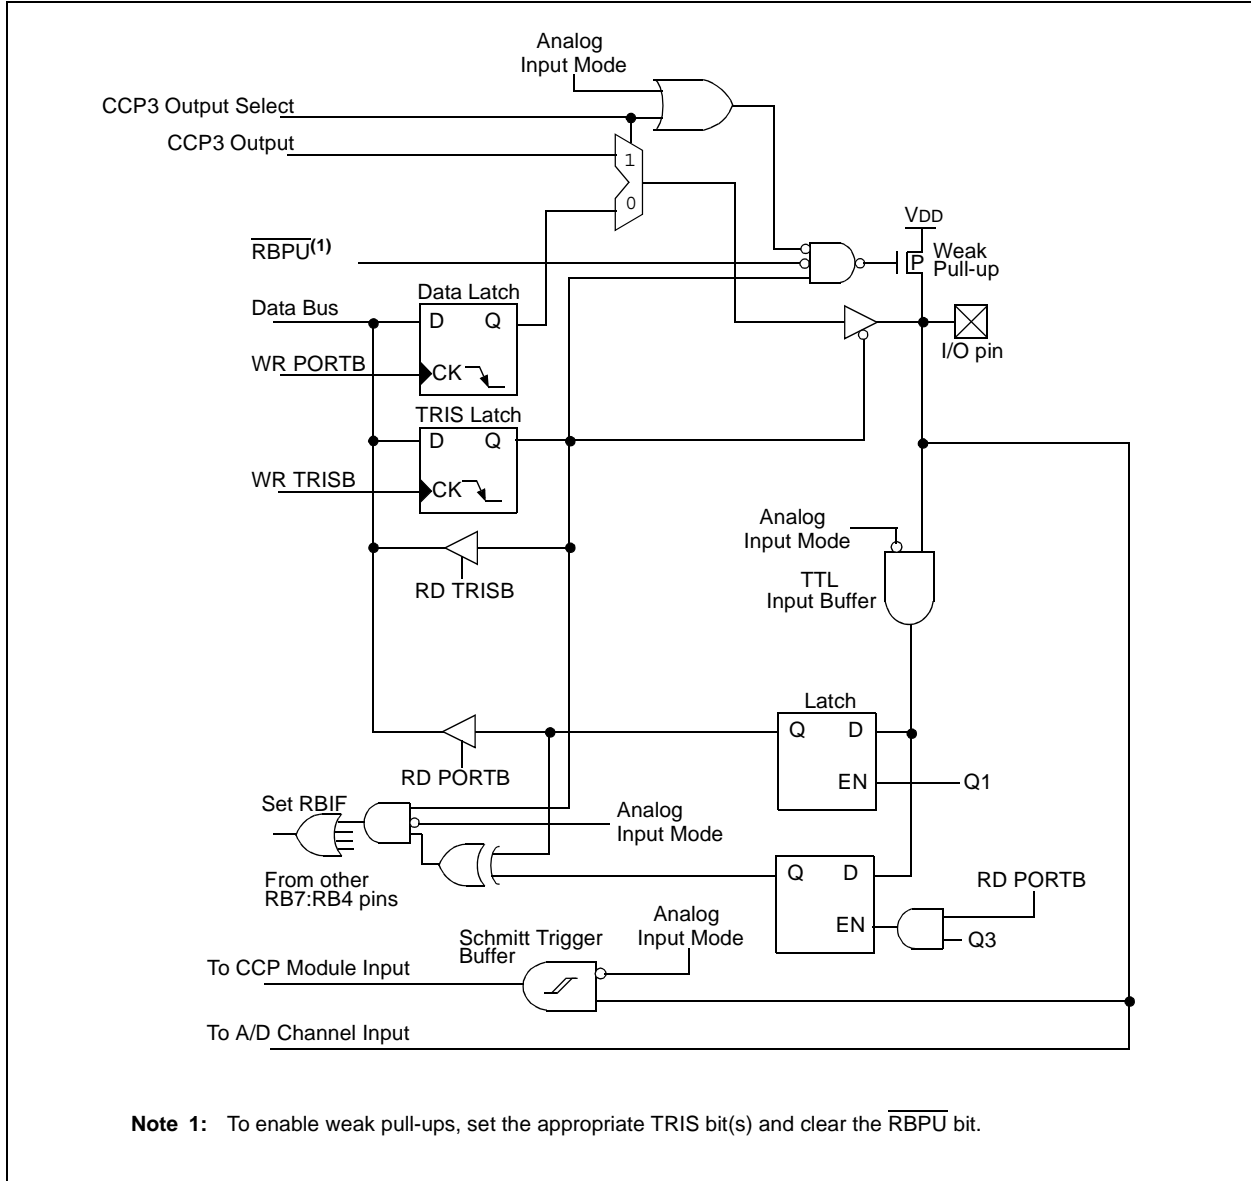 Analog
Input Mode
CCP3 Output Select
CCP3 Output
1
0
VDD
RBPU(1)
P
Weak
Pull-up
Data Bus
Data Latch
D Q
I/O pin
WR PORTB
CK
TRIS Latch
D Q
WR TRISB
CK
Analog
Input Mode
RD TRISB
TTL
Input Buffer
Latch
Q D
RD PORTB
EN
Q1
Set RBIF
Analog
Input Mode
From other
RB7:RB4 pins
Q D
RD PORTB
EN
Q3
Analog
Input Mode
Schmitt Trigger
Buffer
To CCP Module Input
To A/D Channel Input
Note 1: To enable weak pull-ups, set the appropriate TRIS bit(s) and clear the RBPU bit.